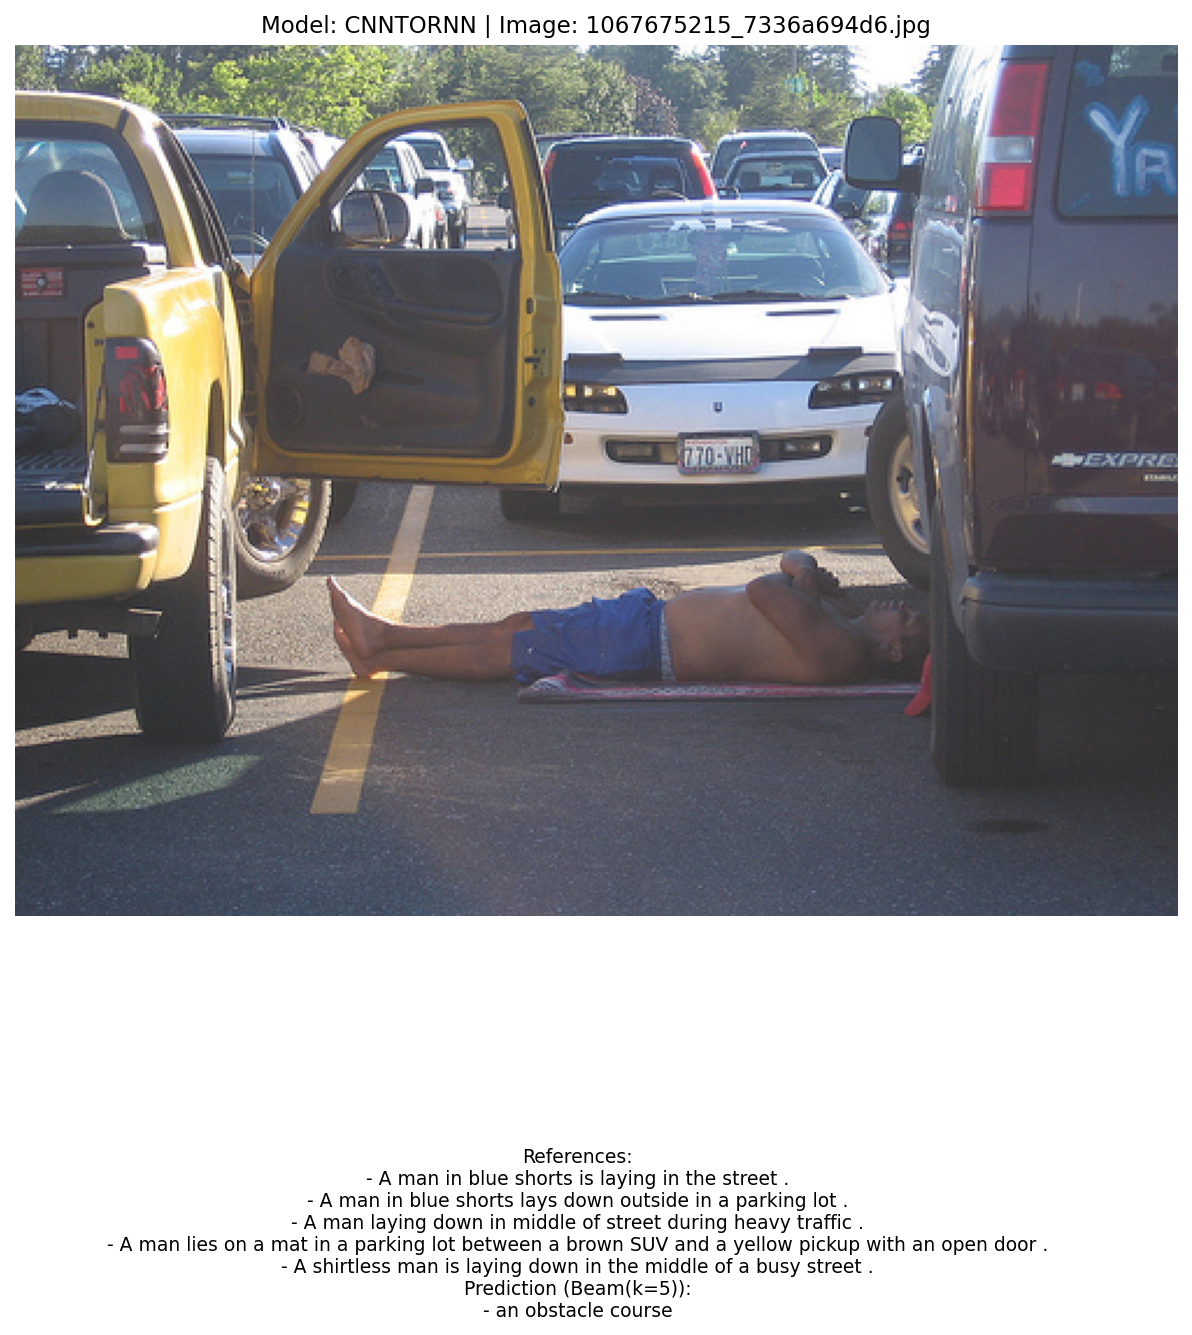 Model: CNNTORNN | Image: 1067675215_7336a694d6.jpg
YA
770-VHD
EXPRE
References:
- A man in blue shorts is laying in the street .
- A man in blue shorts lays down outside in a parking lot .
- A man laying down in middle of street during heavy traffic .
- A man lies on a mat in a parking lot between a brown SUV and a yellow pickup with an open door .
- A shirtless man is laying down in the middle of a busy street .
Prediction (Beam(k=5)):
- an obstacle course